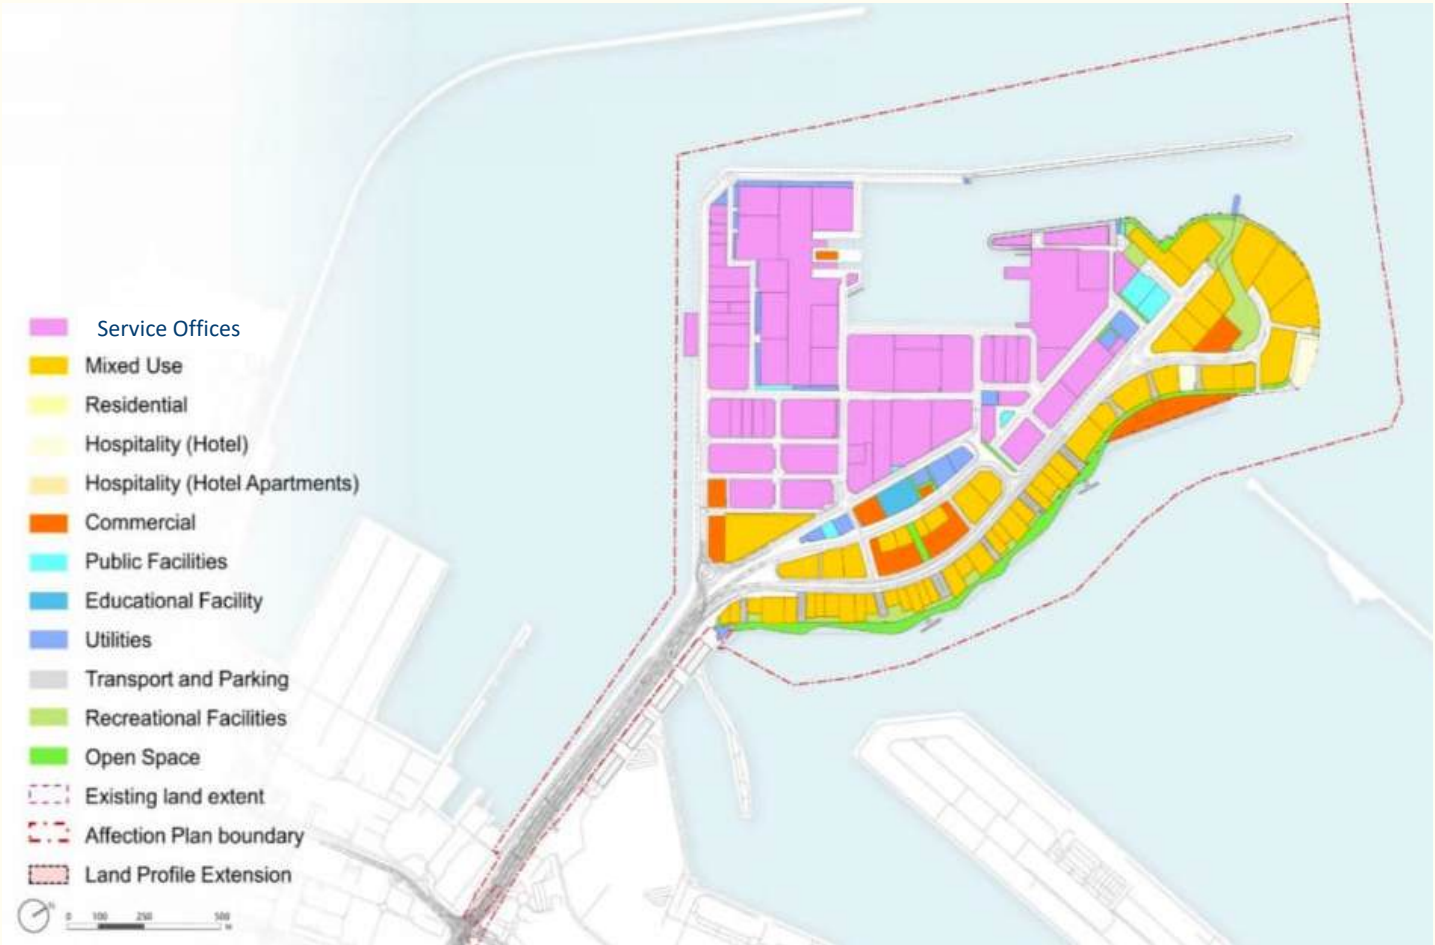 Service Offices
Mixed Use
Residential
Hospitality (Hotel)
Hospitality (Hotel Apartments)
Commercial
Public Facilities
Educational Facility
Utilities
Transport and Parking
Recreational Facilities
Open Space
Existing land extent
Affection Plan boundary
Land Profile Extension
N
0 100 250 500
M